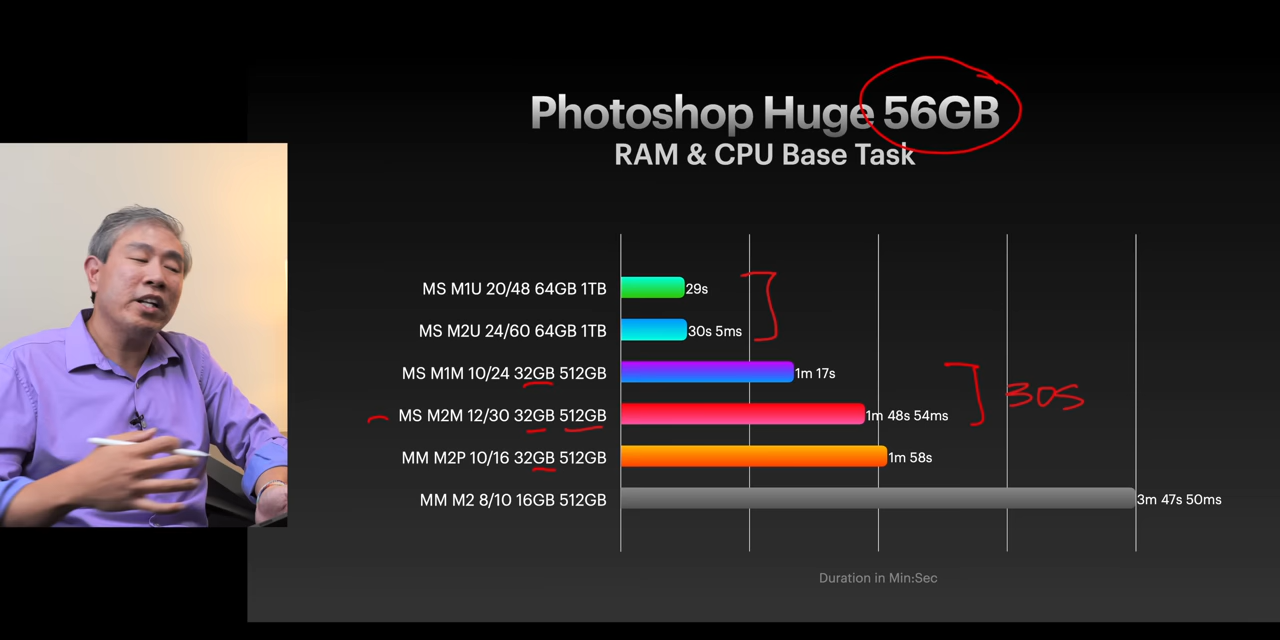 Photoshop Huge 56GB
RAM & CPU Base Task
MS M1U 20/48 64GB 1TB 29s
MS M2U 24/60 64GB 1TB 30s 5ms
MS M1M 10/24 32GB 512GB 1m 17s
MS M2M 12/30 32GB 512GB 1m 48s 54ms
30s
MM M2P 10/16 32GB 512GB 1m 58s
MM M2 8/10 16GB 512GB 3m 47s 50ms
Duration in Min:Sec